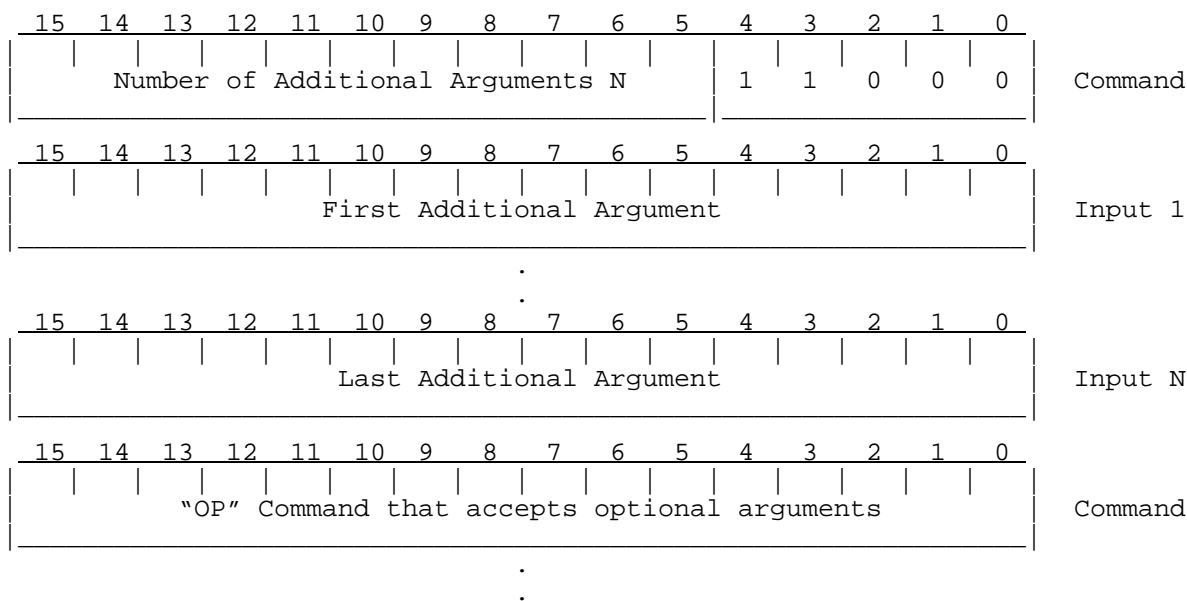 15 14 13 12 11 10 9 8 7 6 5 4 3 2 1 0
Number of Additional Arguments N 1 1 0 0 0 Command
15 14 13 12 11 10 9 8 7 6 5 4 3 2 1 0
First Additional Argument Input 1
.
.
15 14 13 12 11 10 9 8 7 6 5 4 3 2 1 0
Last Additional Argument Input N
15 14 13 12 11 10 9 8 7 6 5 4 3 2 1 0
“OP” Command that accepts optional arguments Command
.
.